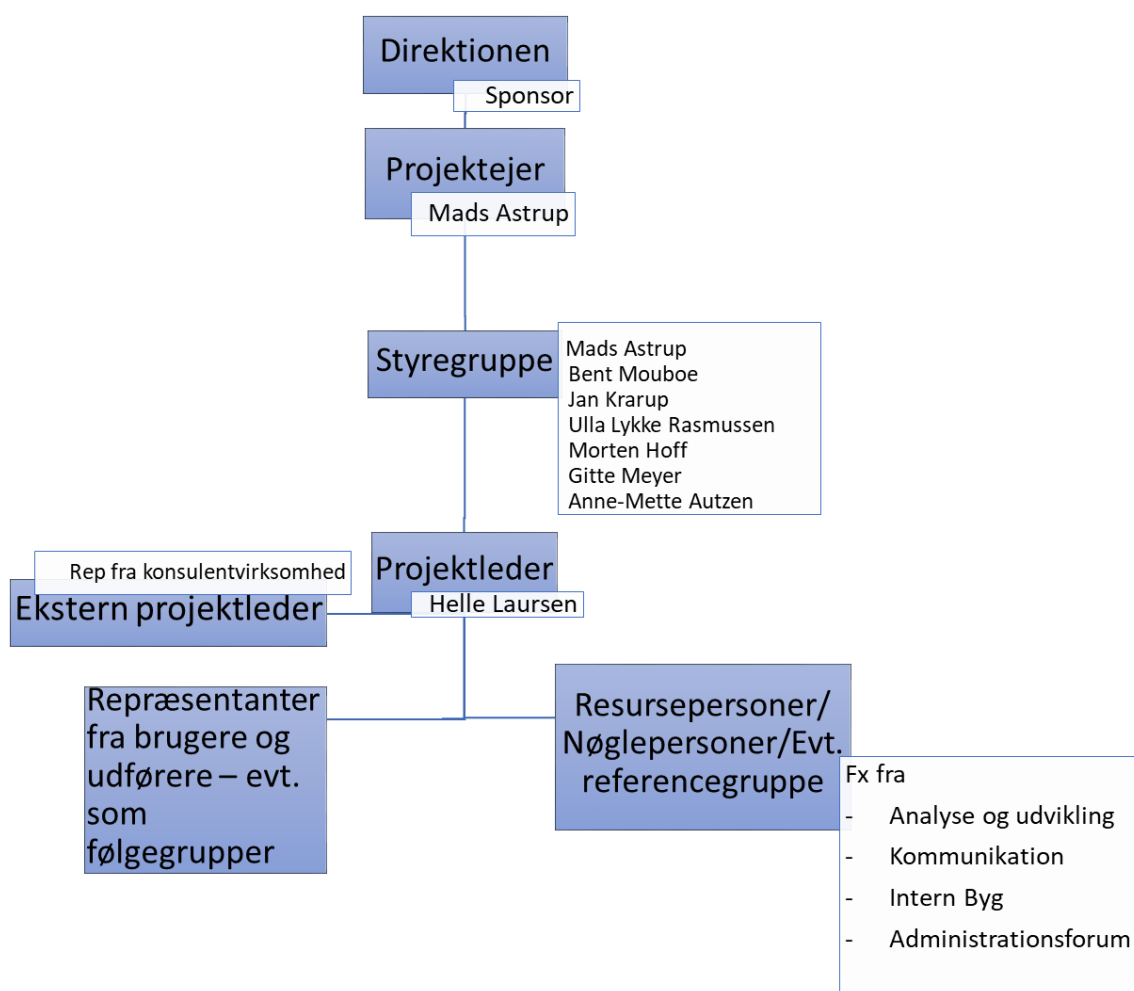 Direktionen
Sponsor
Projektejer
Mads Astrup
Styregruppe
Mads Astrup
Bent Mouboe
Jan Krarup
Ulla Lykke Rasmussen
Morten Hoff
Gitte Meyer
Anne-Mette Autzen
Projektleder
Helle Laursen
Rep fra konsulentvirksomhed
Ekstern projektleder
Repræsentanter
fra brugere og
udførere – evt.
som
følgegrupper
Resursepersoner/
Nøglepersoner/Evt.
referencegruppe
Fx fra
- Analyse og udvikling
- Kommunikation
- Intern Byg
- Administrationsforum